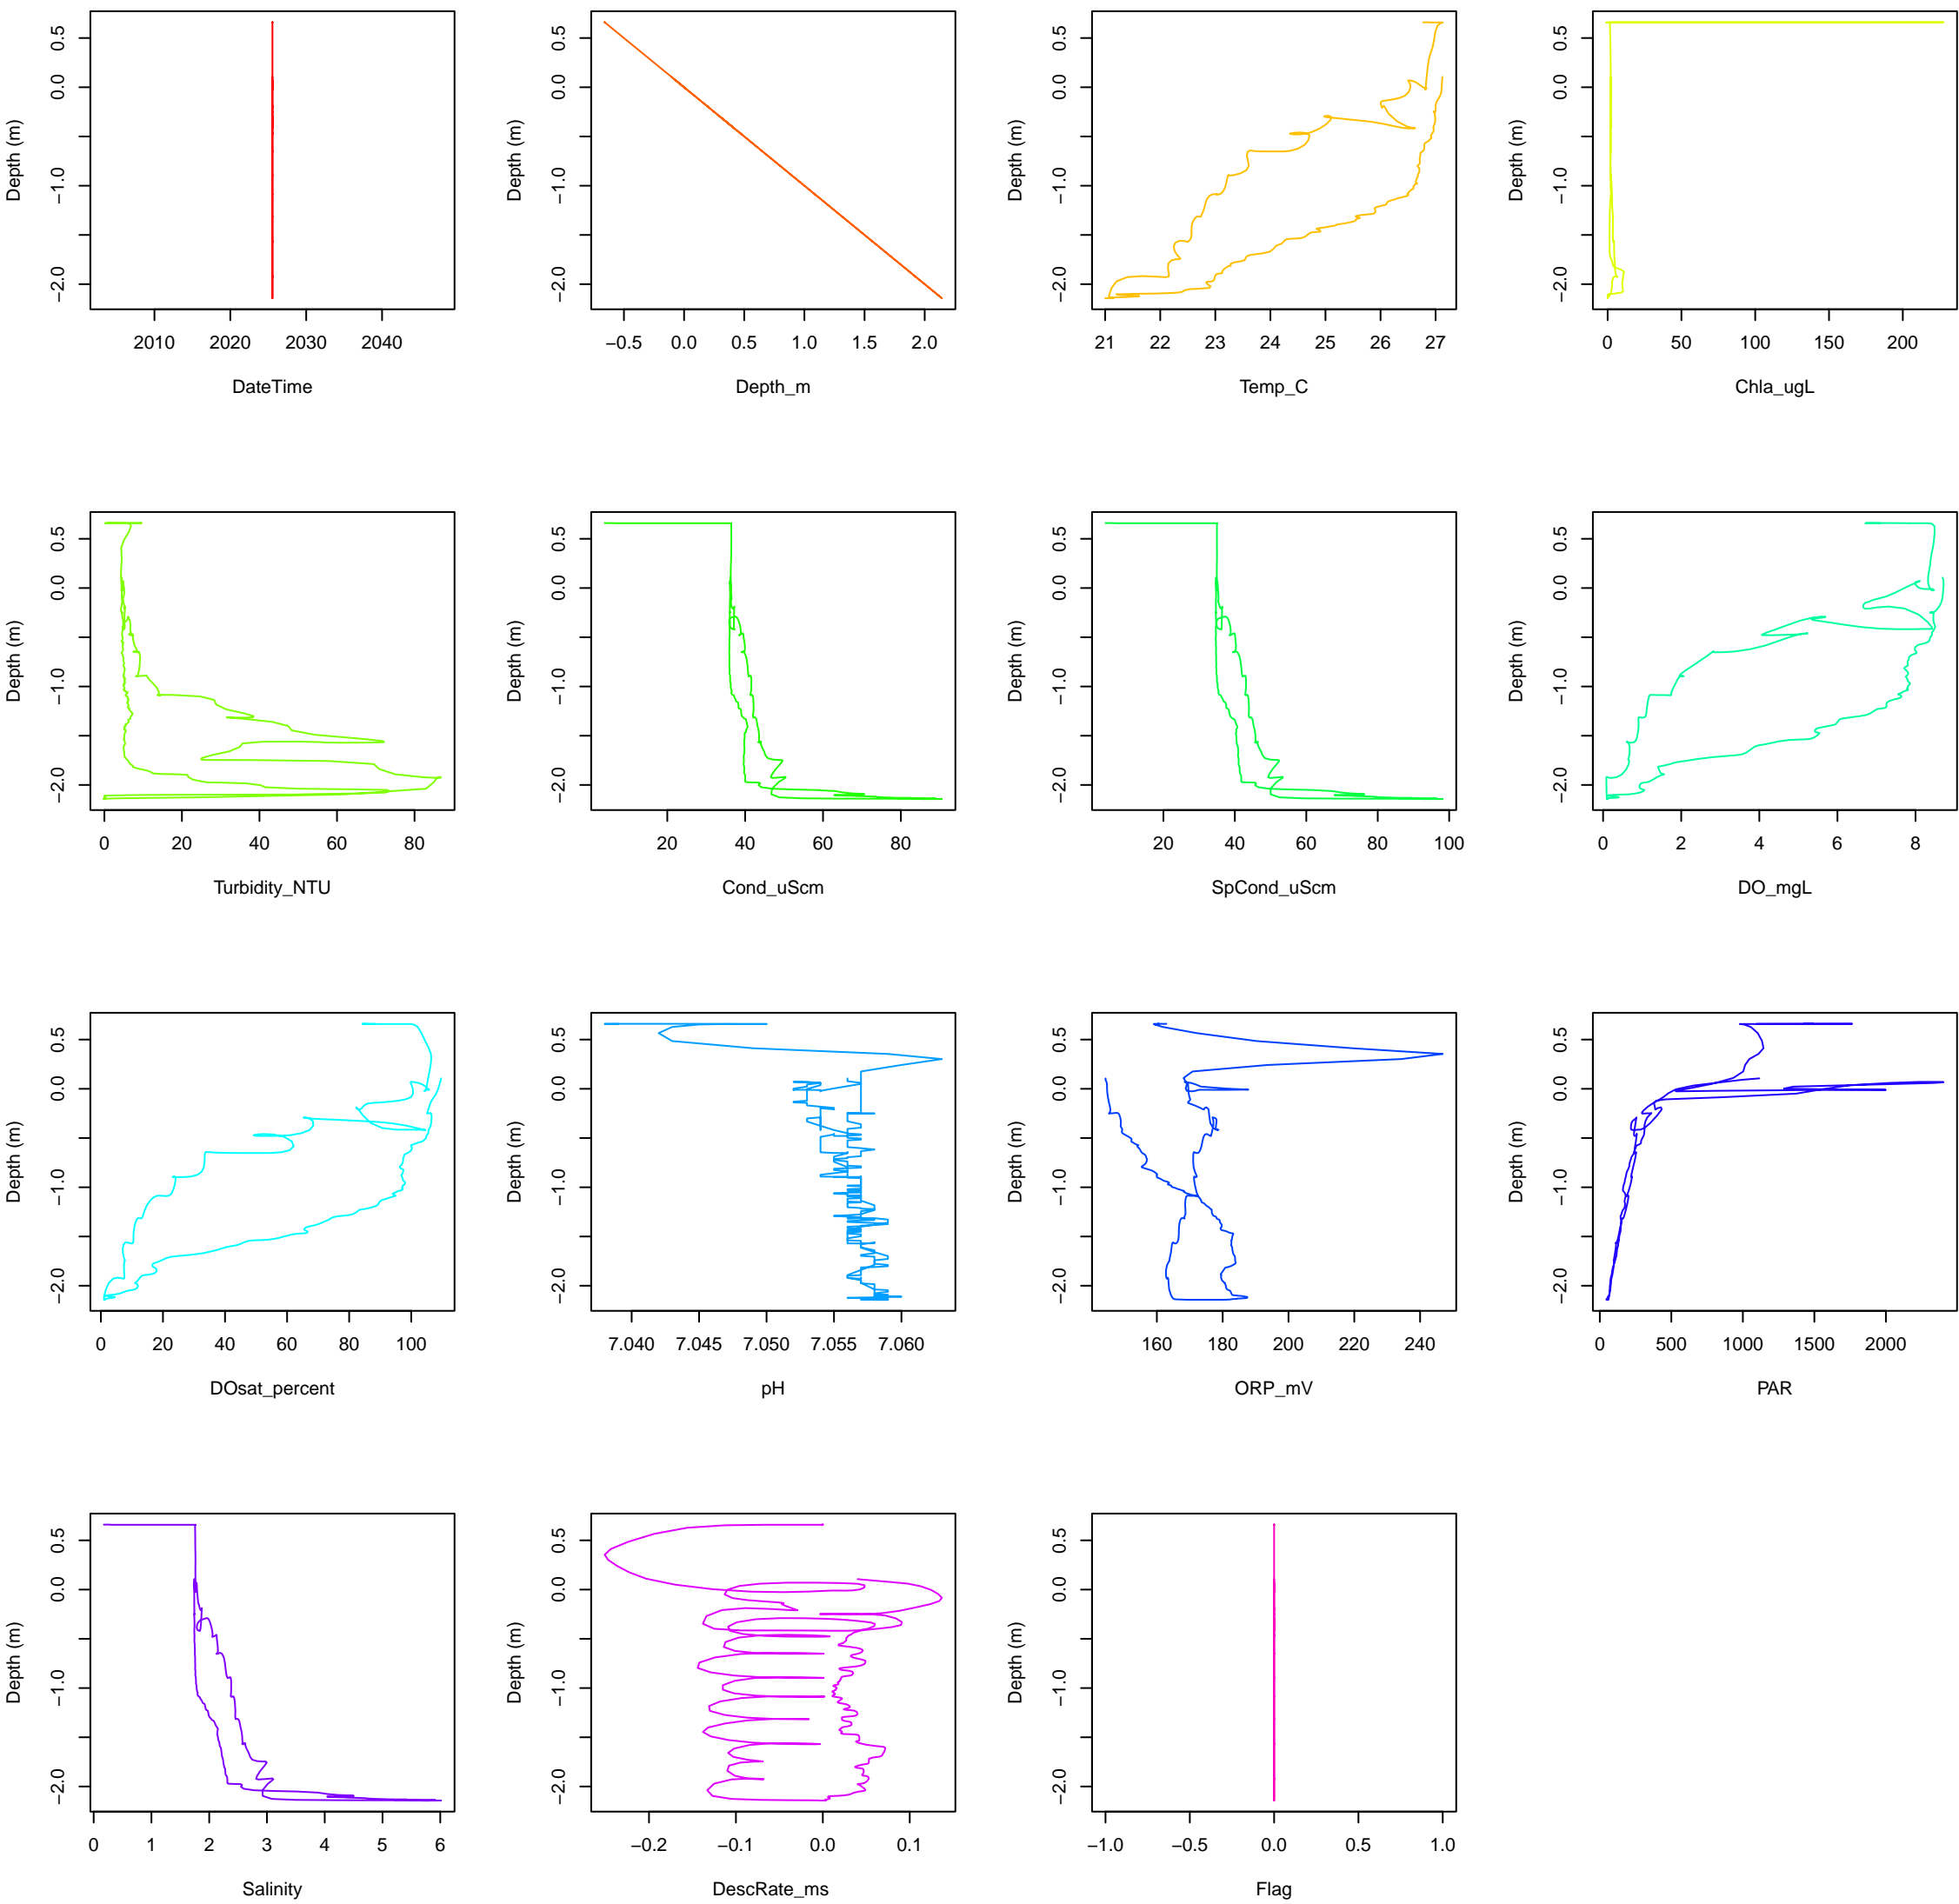 Depth (m)
0.5
0.0
−1.0
−2.0
2010 2020 2030 2040
DateTime
Depth (m)
0.5
0.0
−1.0
−2.0
−0.5 0.0 0.5 1.0 1.5 2.0
Depth_m
Depth (m)
0.5
0.0
−1.0
−2.0
21 22 23 24 25 26 27
Temp_C
Depth (m)
0.5
0.0
−1.0
−2.0
0 50 100 150 200
Chla_ugL
Depth (m)
0.5
0.0
−1.0
−2.0
0 20 40 60 80
Turbidity_NTU
Depth (m)
0.5
0.0
−1.0
−2.0
20 40 60 80
Cond_uScm
Depth (m)
0.5
0.0
−1.0
−2.0
20 40 60 80 100
SpCond_uScm
Depth (m)
0.5
0.0
−1.0
−2.0
0 2 4 6 8
DO_mgL
Depth (m)
0.5
0.0
−1.0
−2.0
0 20 40 60 80 100
DOsat_percent
Depth (m)
0.5
0.0
−1.0
−2.0
7.040 7.045 7.050 7.055 7.060
pH
Depth (m)
0.5
0.0
−1.0
−2.0
160 180 200 220 240
ORP_mV
Depth (m)
0.5
0.0
−1.0
−2.0
0 500 1000 1500 2000
PAR
Depth (m)
0.5
0.0
−1.0
−2.0
0 1 2 3 4 5 6
Salinity
Depth (m)
0.5
0.0
−1.0
−2.0
−0.2 −0.1 0.0 0.1
DescRate_ms
Depth (m)
0.5
0.0
−1.0
−2.0
−1.0 −0.5 0.0 0.5 1.0
Flag